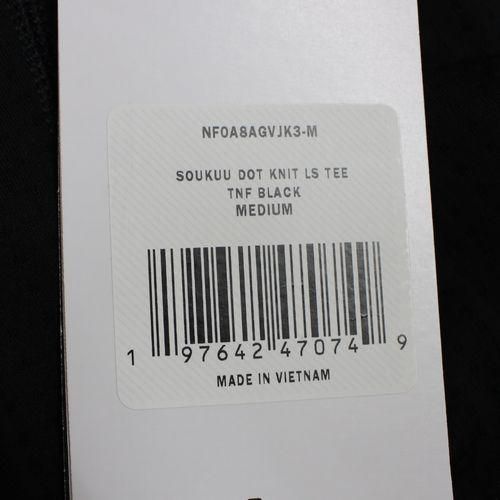 NF0A8AGVJK3-M
SOUKUU DOT KNIT LS TEE
TNF BLACK
MEDIUM
1 97642 47074 9
MADE IN VIETNAM